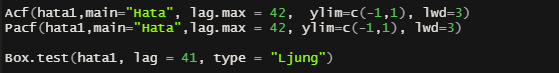 Acf(hata1,main="Hata", lag.max = 42,  ylim=c(-1,1), lwd=3)
Pacf(hata1,main="Hata",lag.max = 42, ylim=c(-1,1), lwd=3)
Box.test(hata1, lag = 41, type = "Ljung")